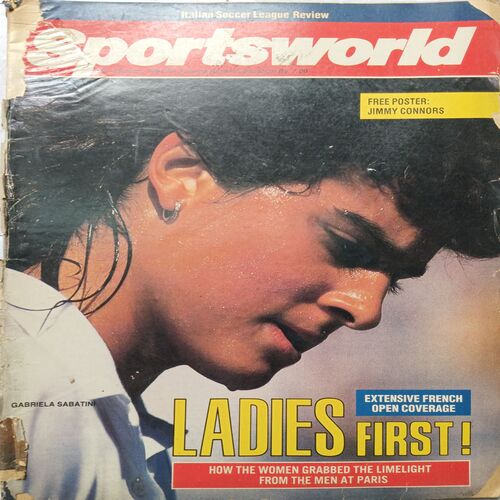 Italian Soccer League Review
Sportsworld
FREE POSTER:
JIMMY CONNORS
GABRIELA SABATINI
EXTENSIVE FRENCH
OPEN COVERAGE
LADIES FIRST!
HOW THE WOMEN GRABBED THE LIMELIGHT
FROM THE MEN AT PARIS